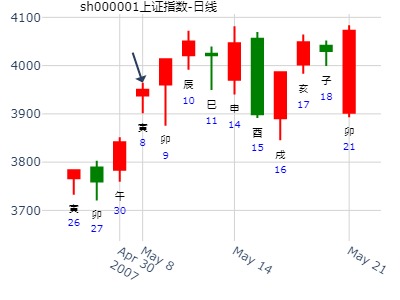 sh000001上证指数-日线
4100
4000
3900
3800
3700
寅
26
卯
27
午
30
寅
8
卯
9
辰
10
巳
11
申
14
酉
15
戌
16
亥
17
子
18
卯
21
Apr 30
2007
May 8
May 14
May 21